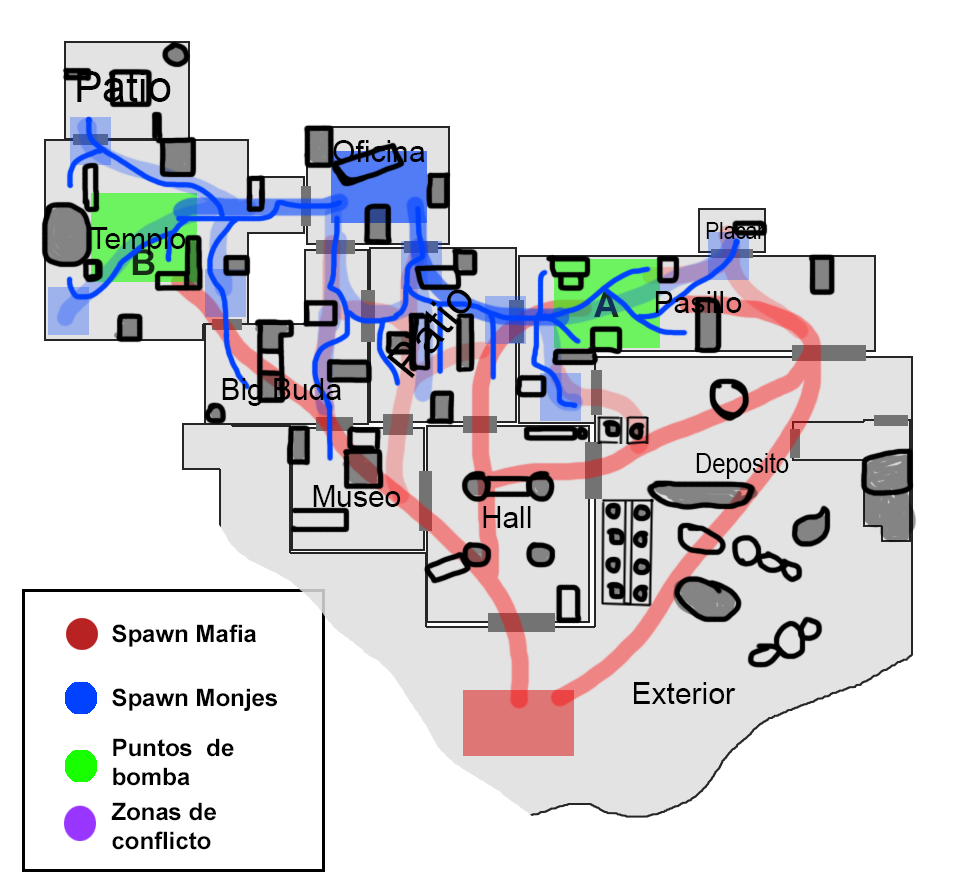 Patio
Oficina
Templo
B
Placar
A
Pasillo
Patio
Big Buda
Museo
Hall
Deposito
Exterior
Spawn Mafia
Spawn Monjes
Puntos de
bomba
Zonas de
conflicto